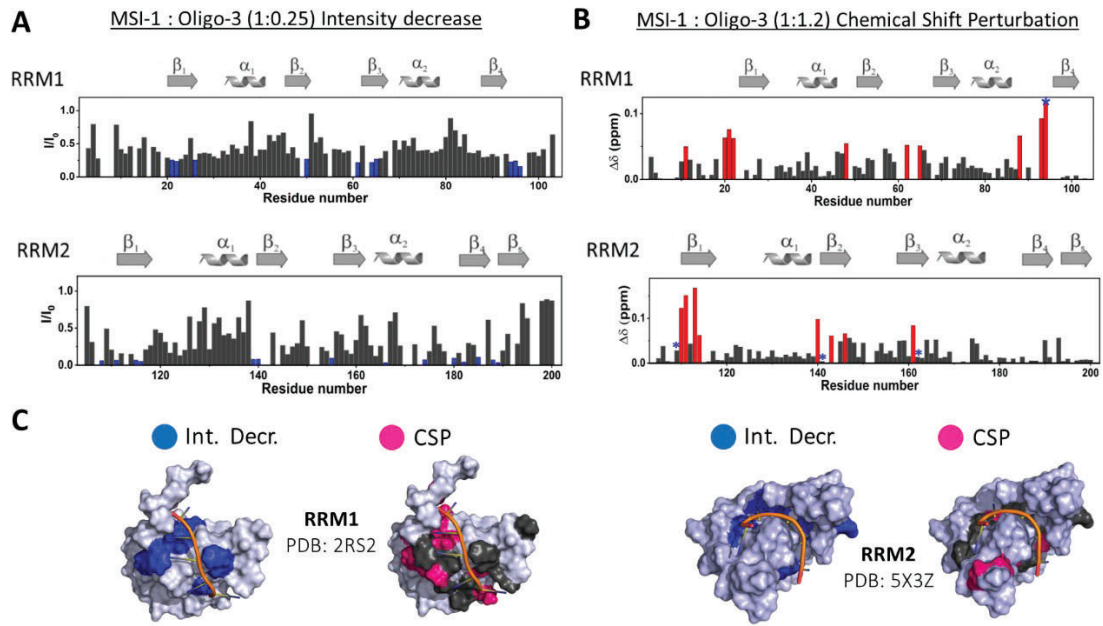 A
MSI-1 : Oligo-3 (1:0.25) Intensity decrease
RRM1
β1 α1 β2 β3 α2 β4
I/I0
1.0
0.5
0.0
20 40 60 80 100
Residue number
RRM2
β1 α1 β2 β3 α2 β4 β5
I/I0
1.0
0.5
0.0
120 140 160 180 200
Residue number
B
MSI-1 : Oligo-3 (1:1.2) Chemical Shift Perturbation
RRM1
β1 α1 β2 β3 α2 β4
Δδ (ppm)
0.1
0.0
*
20 40 60 80 100
Residue number
RRM2
β1 α1 β2 β3 α2 β4 β5
Δδ (ppm)
0.1
0.0
* * *
120 140 160 180 200
Residue number
C
Int. Decr. CSP
RRM1
PDB: 2RS2
Int. Decr. CSP
RRM2
PDB: 5X3Z